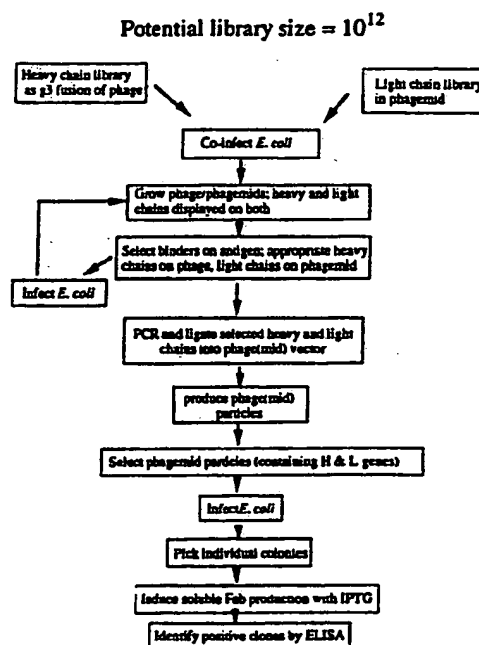 Potential library size = 10¹²
Heavy chain library
as g3 fusion of phage
Light chain library
in phagemid
Co-infect E. coli
Grow phage/phagemids; heavy and light
chains displayed on both
Select binders on antigen; appropriate heavy
chains on phage, light chains on phagemid
Infect E. coli
PCR and ligate selected heavy and light
chains into phage(mid) vector
produce phage(mid)
particles
Select phagemid particles (containing H & L genes)
Infect E. coli
Pick individual colonies
Induce soluble Fab production with IPTG
Identify positive clones by ELISA